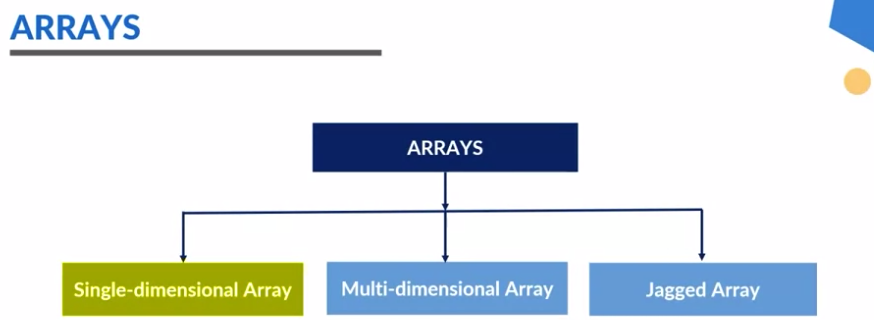 ARRAYS
ARRAYS
Single-dimensional Array
Multi-dimensional Array
Jagged Array